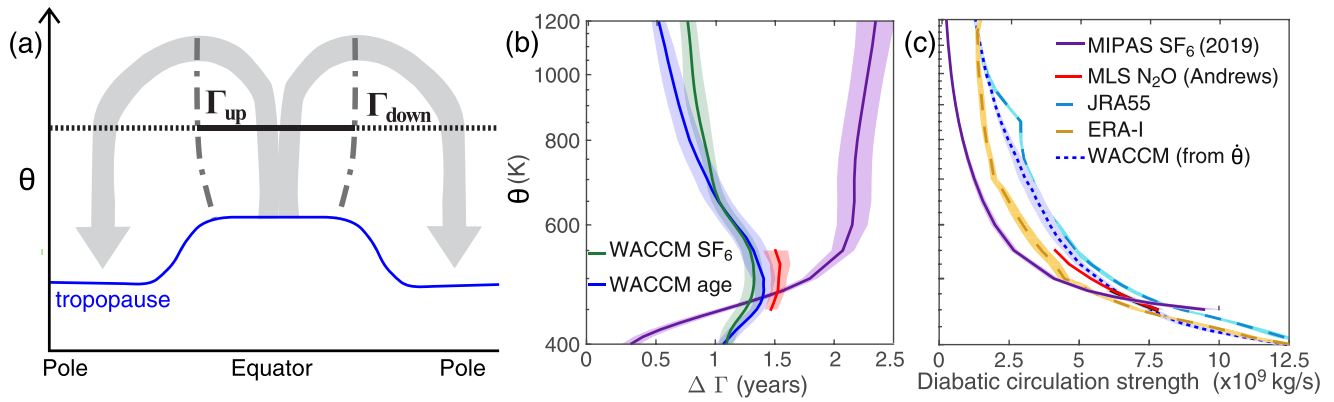 (a)
θ
Γup
Γdown
tropopause
Pole
Equator
Pole
(b)
1200
1000
800
600
400
θ(K)
WACCM SF6
WACCM age
0
0.5
1
1.5
2
2.5
Δ Γ (years)
(c)
MIPAS SF6 (2019)
MLS N2O (Andrews)
JRA55
ERA-I
WACCM (from θ̇)
0
2.5
5
7.5
10
12.5
Diabatic circulation strength (x10⁹ kg/s)